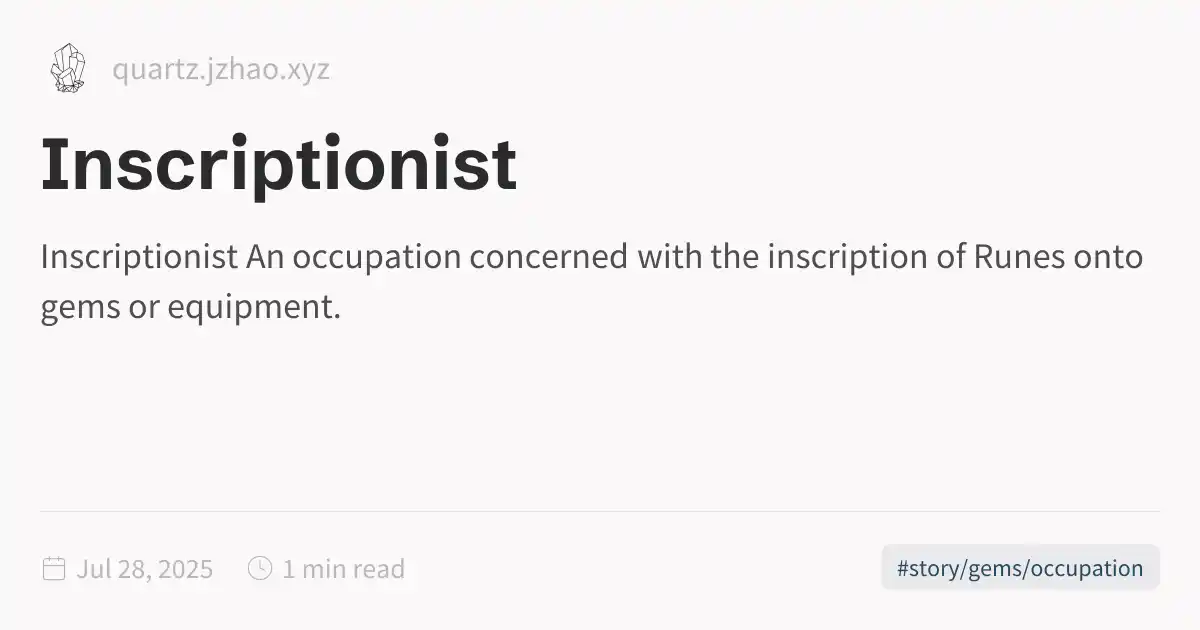 quartz.jzhao.xyz
Inscriptionist
Inscriptionist An occupation concerned with the inscription of Runes onto
gems or equipment.
Jul 28, 2025 1 min read #story/gems/occupation